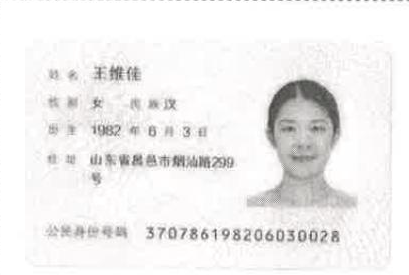 姓名 王维佳
性别 女 民族汉
出生 1982 年 6 月 3 日
住址 山东省昌邑市烟汕路299
号
公民身份号码 370786198206030028